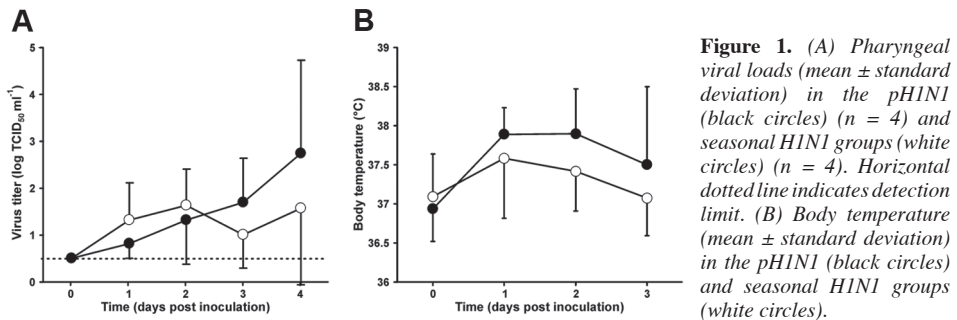 A
Virus titer (log TCID50 ml-1)
5
4
3
2
1
0
0 1 2 3 4
Time (days post inoculation)
B
Body temperature (°C)
39
38.5
38
37.5
37
36.5
36
0 1 2 3
Time (days post inoculation)
Figure 1. (A) Pharyngeal
viral loads (mean ± standard
deviation) in the pH1N1
(black circles) (n = 4) and
seasonal H1N1 groups (white
circles) (n = 4). Horizontal
dotted line indicates detection
limit. (B) Body temperature
(mean ± standard deviation)
in the pH1N1 (black circles)
and seasonal H1N1 groups
(white circles).